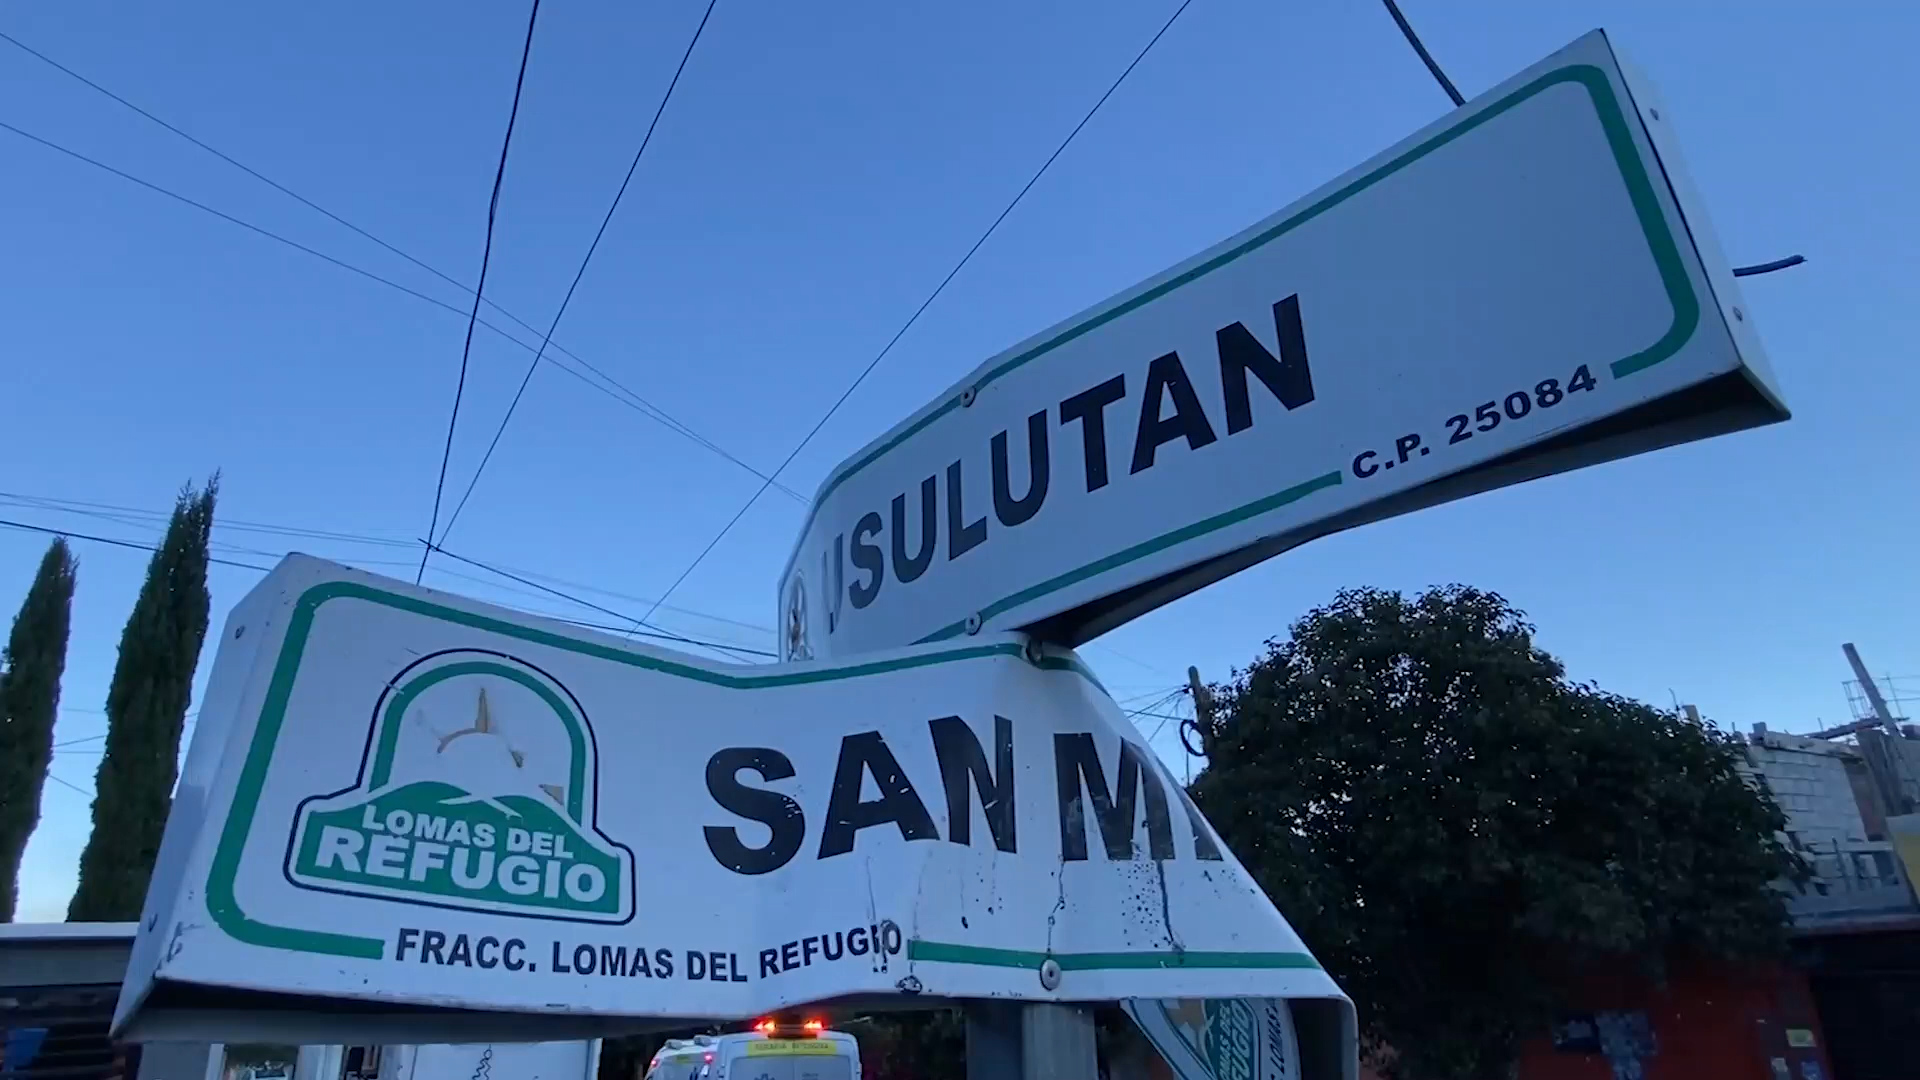 USULUTAN
C.P. 25084
LOMAS DEL
REFUGIO
SAN M
FRACC. LOMAS DEL REFUGIO